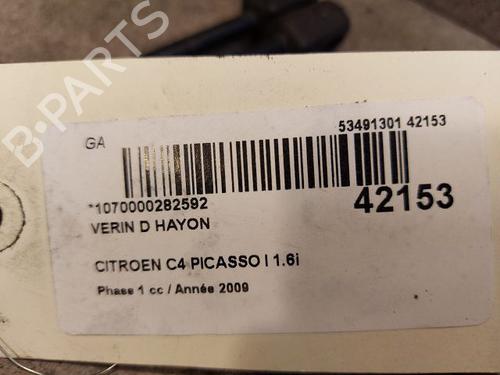 B-PARTS
GA
53491301 42153
*1070000282592
42153
VERIN D HAYON
CITROEN C4 PICASSO I 1.6i
Phase 1 cc / Année 2009